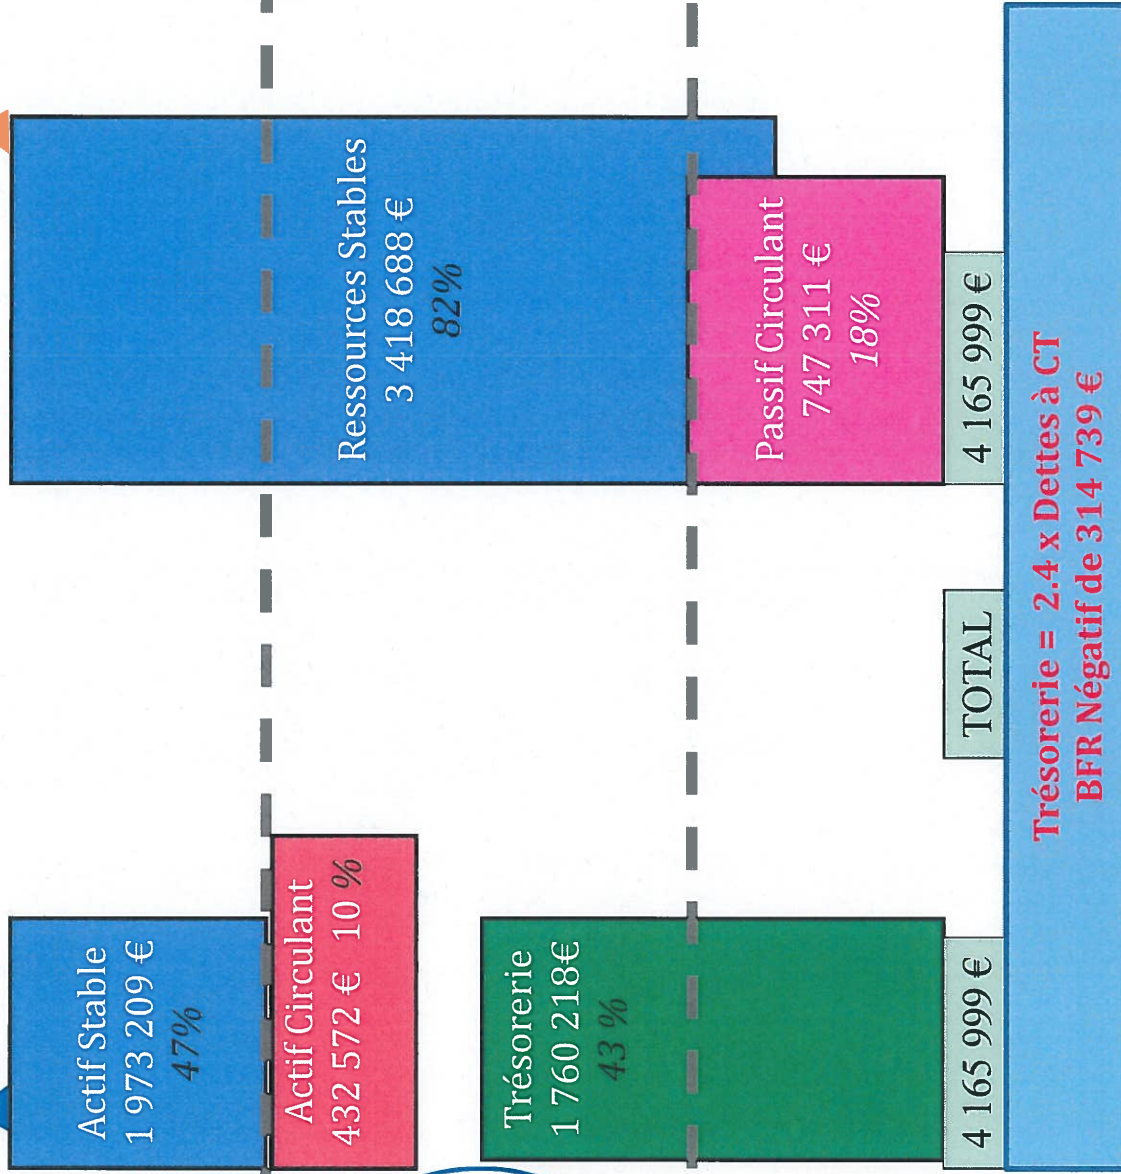 Actif Stable
1 973 209 €
47%
Actif Circulant
432 572 € 10 %
Trésorerie
1 760 218€
43 %
4 165 999 €
TOTAL
Ressources Stables
3 418 688 €
82%
Passif Circulant
747 311 €
18%
4 165 999 €
Trésorerie = 2.4 x Dettes à CT
BFR Négatif de 314 739 €